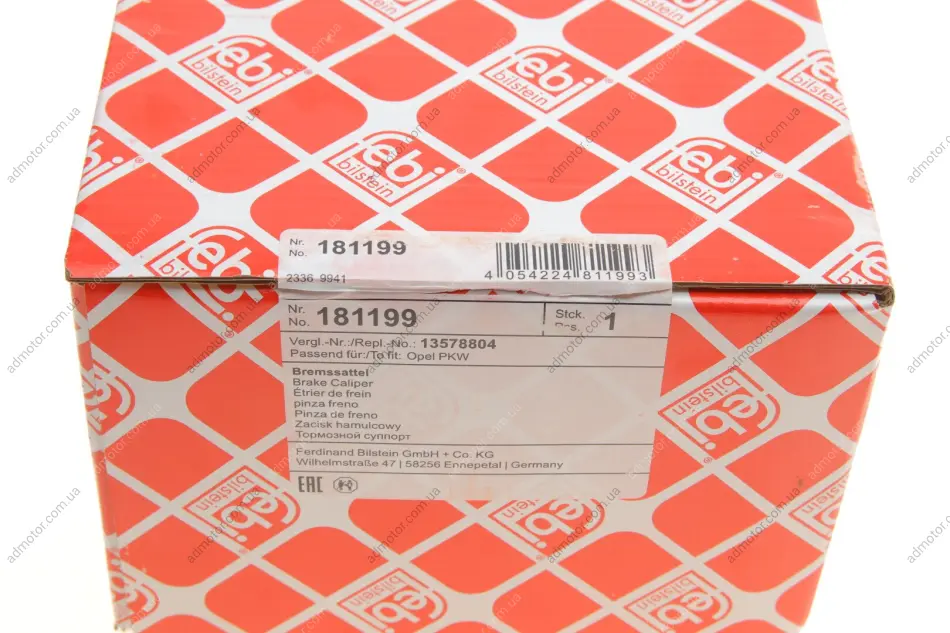 febi
bilstein
Nr.
No. 181199
2336 9941
4 054224 811993
Nr.
No. 181199
Stck.
Pcs. 1
Vergl.-Nr./Repl.-No.: 13578804
Passend für:/To fit: Opel PKW
Bremssattel
Brake Caliper
Étrier de frein
pinza freno
Pinza de freno
Zacisk hamulcowy
Тормозной суппорт
Ferdinand Bilstein GmbH + Co. KG
Wilhelmstraße 47 | 58256 Ennepetal | Germany
EAC
admotor.com.ua